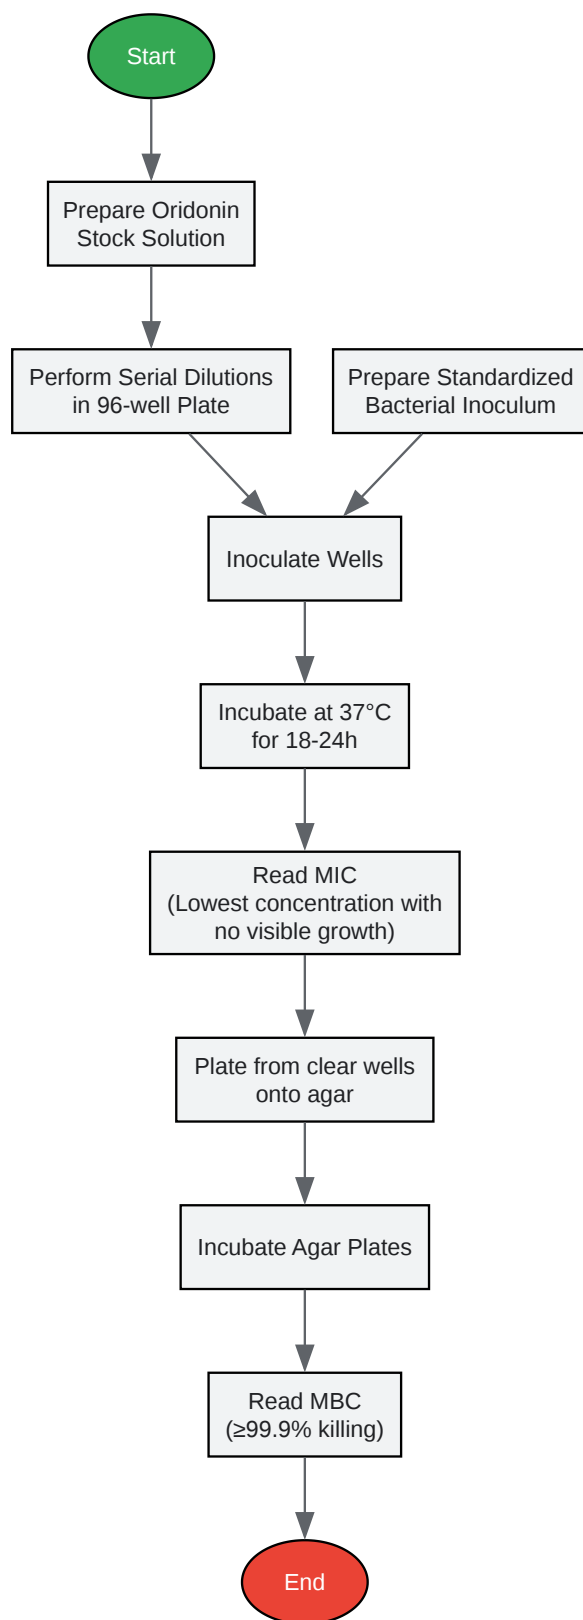 Start
Prepare Oridonin
Stock Solution
Perform Serial Dilutions
in 96-well Plate
Prepare Standardized
Bacterial Inoculum
Inoculate Wells
Incubate at 37°C
for 18-24h
Read MIC
(Lowest concentration with
no visible growth)
Plate from clear wells
onto agar
Incubate Agar Plates
Read MBC
(≥99.9% killing)
End